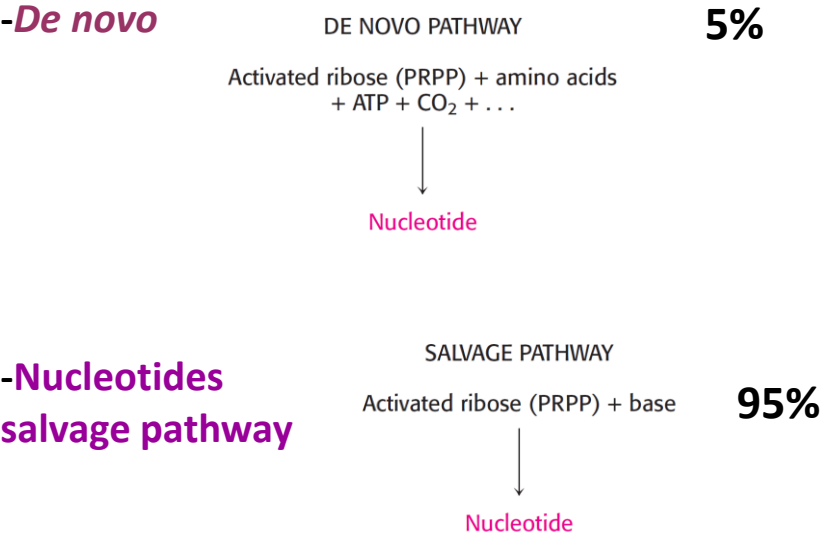 -De novo
DE NOVO PATHWAY
5%
Activated ribose (PRPP) + amino acids
+ ATP + CO₂ + . . .
Nucleotide
-Nucleotides
salvage pathway
SALVAGE PATHWAY
Activated ribose (PRPP) + base
95%
Nucleotide